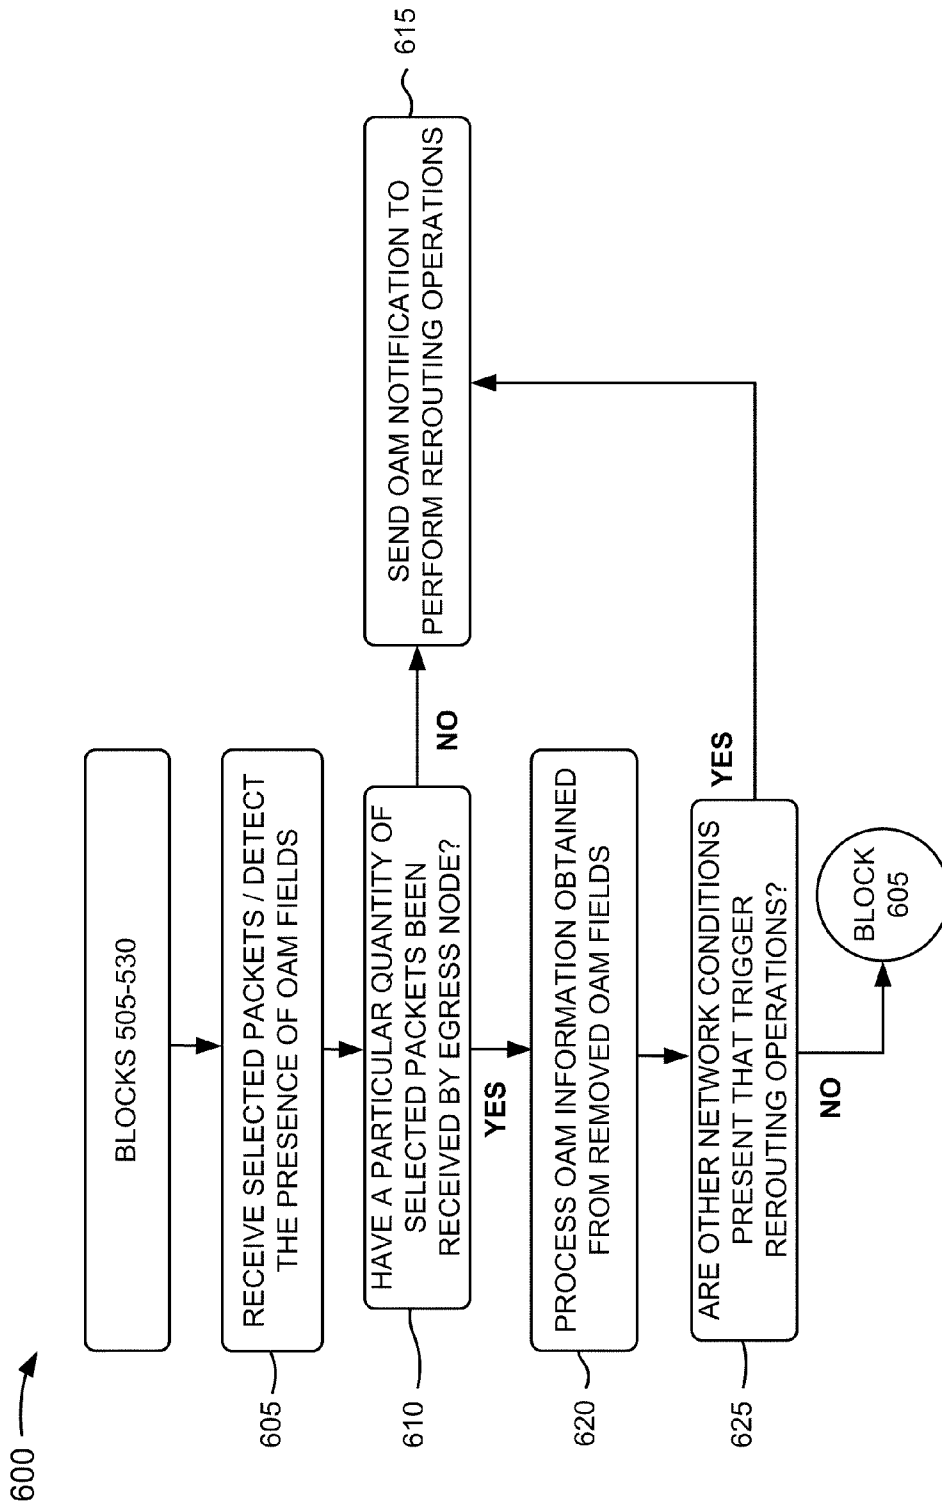 600
BLOCKS 505-530
605
RECEIVE SELECTED PACKETS / DETECT
THE PRESENCE OF OAM FIELDS
610
HAVE A PARTICULAR QUANTITY OF
SELECTED PACKETS BEEN
RECEIVED BY EGRESS NODE?
NO
615
SEND OAM NOTIFICATION TO
PERFORM REROUTING OPERATIONS
YES
620
PROCESS OAM INFORMATION OBTAINED
FROM REMOVED OAM FIELDS
625
ARE OTHER NETWORK CONDITIONS
PRESENT THAT TRIGGER
REROUTING OPERATIONS?
YES
NO
BLOCK
605